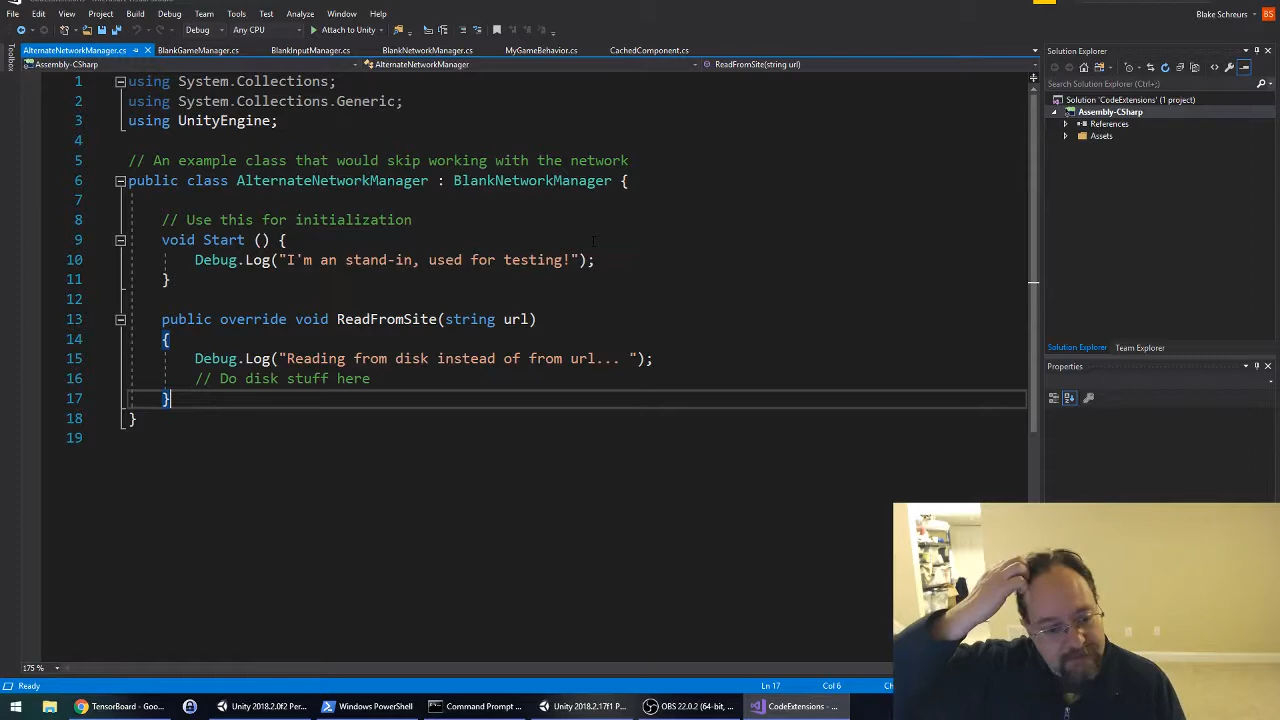 File Edit View Project Build Debug Team Tools Test Analyze Window Help
Blake Schreurs BS
Debug Any CPU Attach to Unity
AlternateNetworkManager.cs BlankGameManager.cs BlankInputManager.cs BlankNetworkManager.cs MyGameBehavior.cs CachedComponent.cs
Assembly-CSharp AlternateNetworkManager ReadFromSite(string url)
Toolbox
1 using System.Collections;
2 using System.Collections.Generic;
3 using UnityEngine;
4
5 // An example class that would skip working with the network
6 public class AlternateNetworkManager : BlankNetworkManager {
7
8 // Use this for initialization
9 void Start () {
10 Debug.Log("I'm an stand-in, used for testing!");
11 }
12
13 public override void ReadFromSite(string url)
14 {
15 Debug.Log("Reading from disk instead of from url... ");
16 // Do disk stuff here
17 }
18 }
19
175 %
Solution Explorer
Search Solution Explorer (Ctrl+;)
Solution 'CodeExtensions' (1 project)
Assembly-CSharp
References
Assets
Solution Explorer Team Explorer
Properties
Ready Ln 17 Col 6
TensorBoard - Goo... Unity 2018.2.0f2 Per... Windows PowerShell Command Prompt ... Unity 2018.2.17f1 P... OBS 22.0.2 (64-bit, ... CodeExtensions - ...